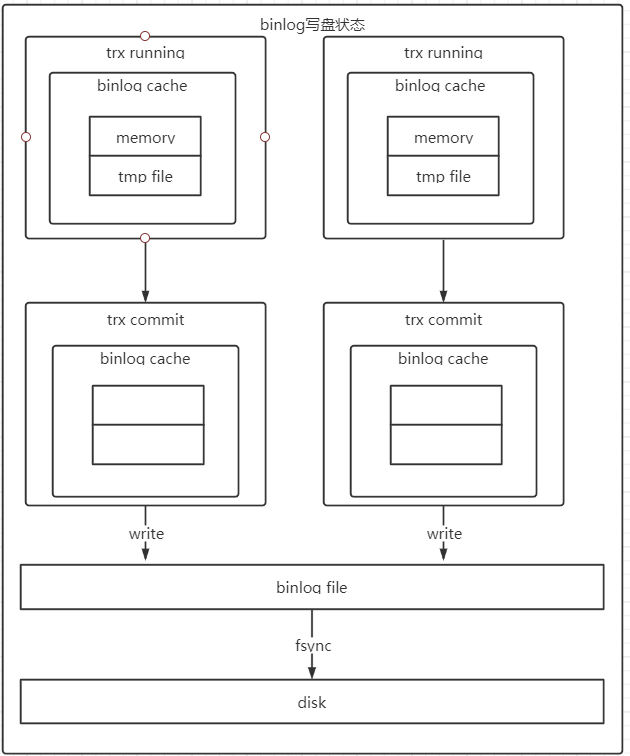 binlog写盘状态
trx running
trx running
binlog cache
binlog cache
memory
memory
tmp file
tmp file
trx commit
trx commit
binlog cache
binlog cache
write
write
binlog file
fsync
disk